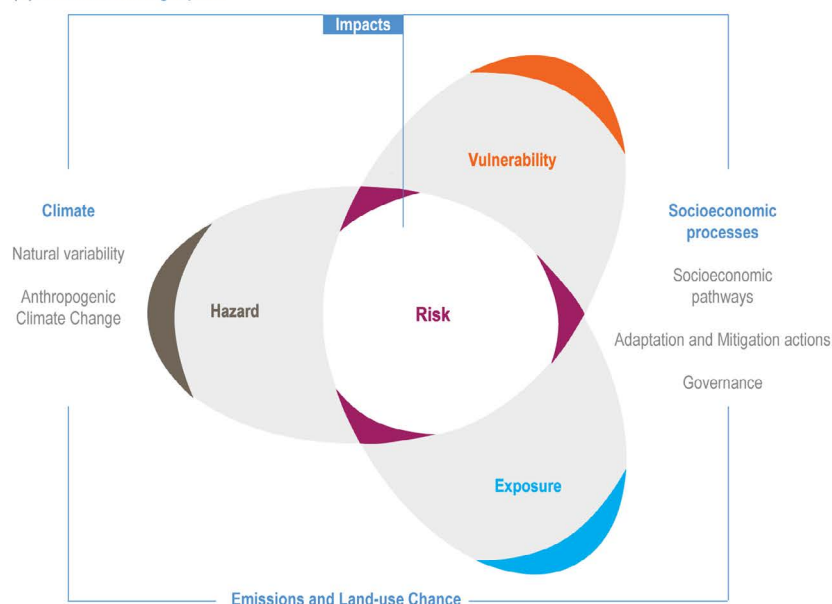 Impacts
Vulnerability
Climate
Natural variability
Anthropogenic
Climate Change
Hazard
Risk
Socioeconomic
processes
Socioeconomic
pathways
Adaptation and Mitigation actions
Governance
Exposure
Emissions and Land-use Chance